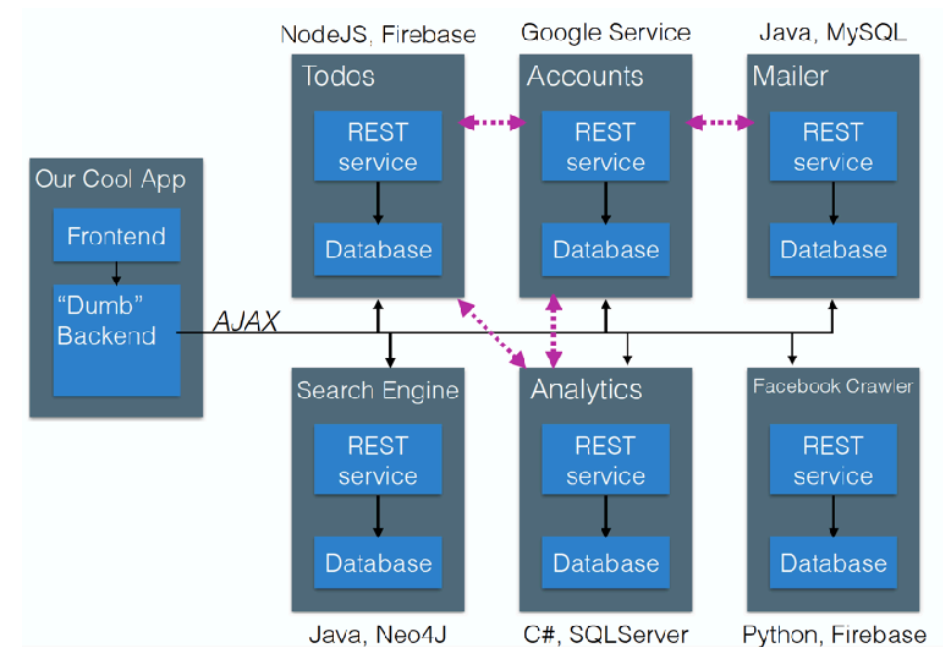 NodeJS, Firebase
Google Service
Java, MySQL
Todos
Accounts
Mailer
REST
service
REST
service
REST
service
Our Cool App
Frontend
Database
Database
Database
“Dumb”
Backend
AJAX
Search Engine
Analytics
Facebook Crawler
REST
service
REST
service
REST
service
Database
Database
Database
Java, Neo4J
C#, SQLServer
Python, Firebase